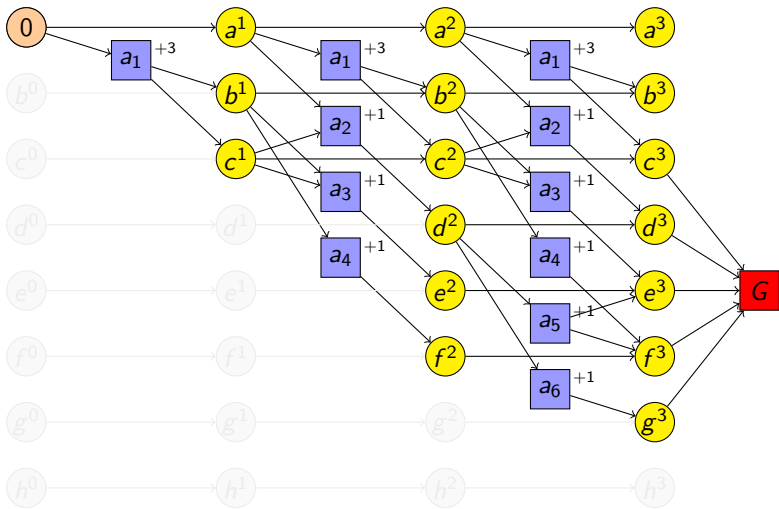 0 a¹ a² a³
a₁ +3 a₁ +3 a₁ +3
b⁰ b¹ b² b³
a₂ +1 a₂ +1
c⁰ c¹ c² c³
a₃ +1 a₃ +1
d⁰ d¹ d² d³
a₄ +1 a₄ +1
e⁰ e¹ e² e³ G
a₅ +1
f⁰ f¹ f² f³
a₆ +1
g⁰ g¹ g² g³
h⁰ h¹ h² h³